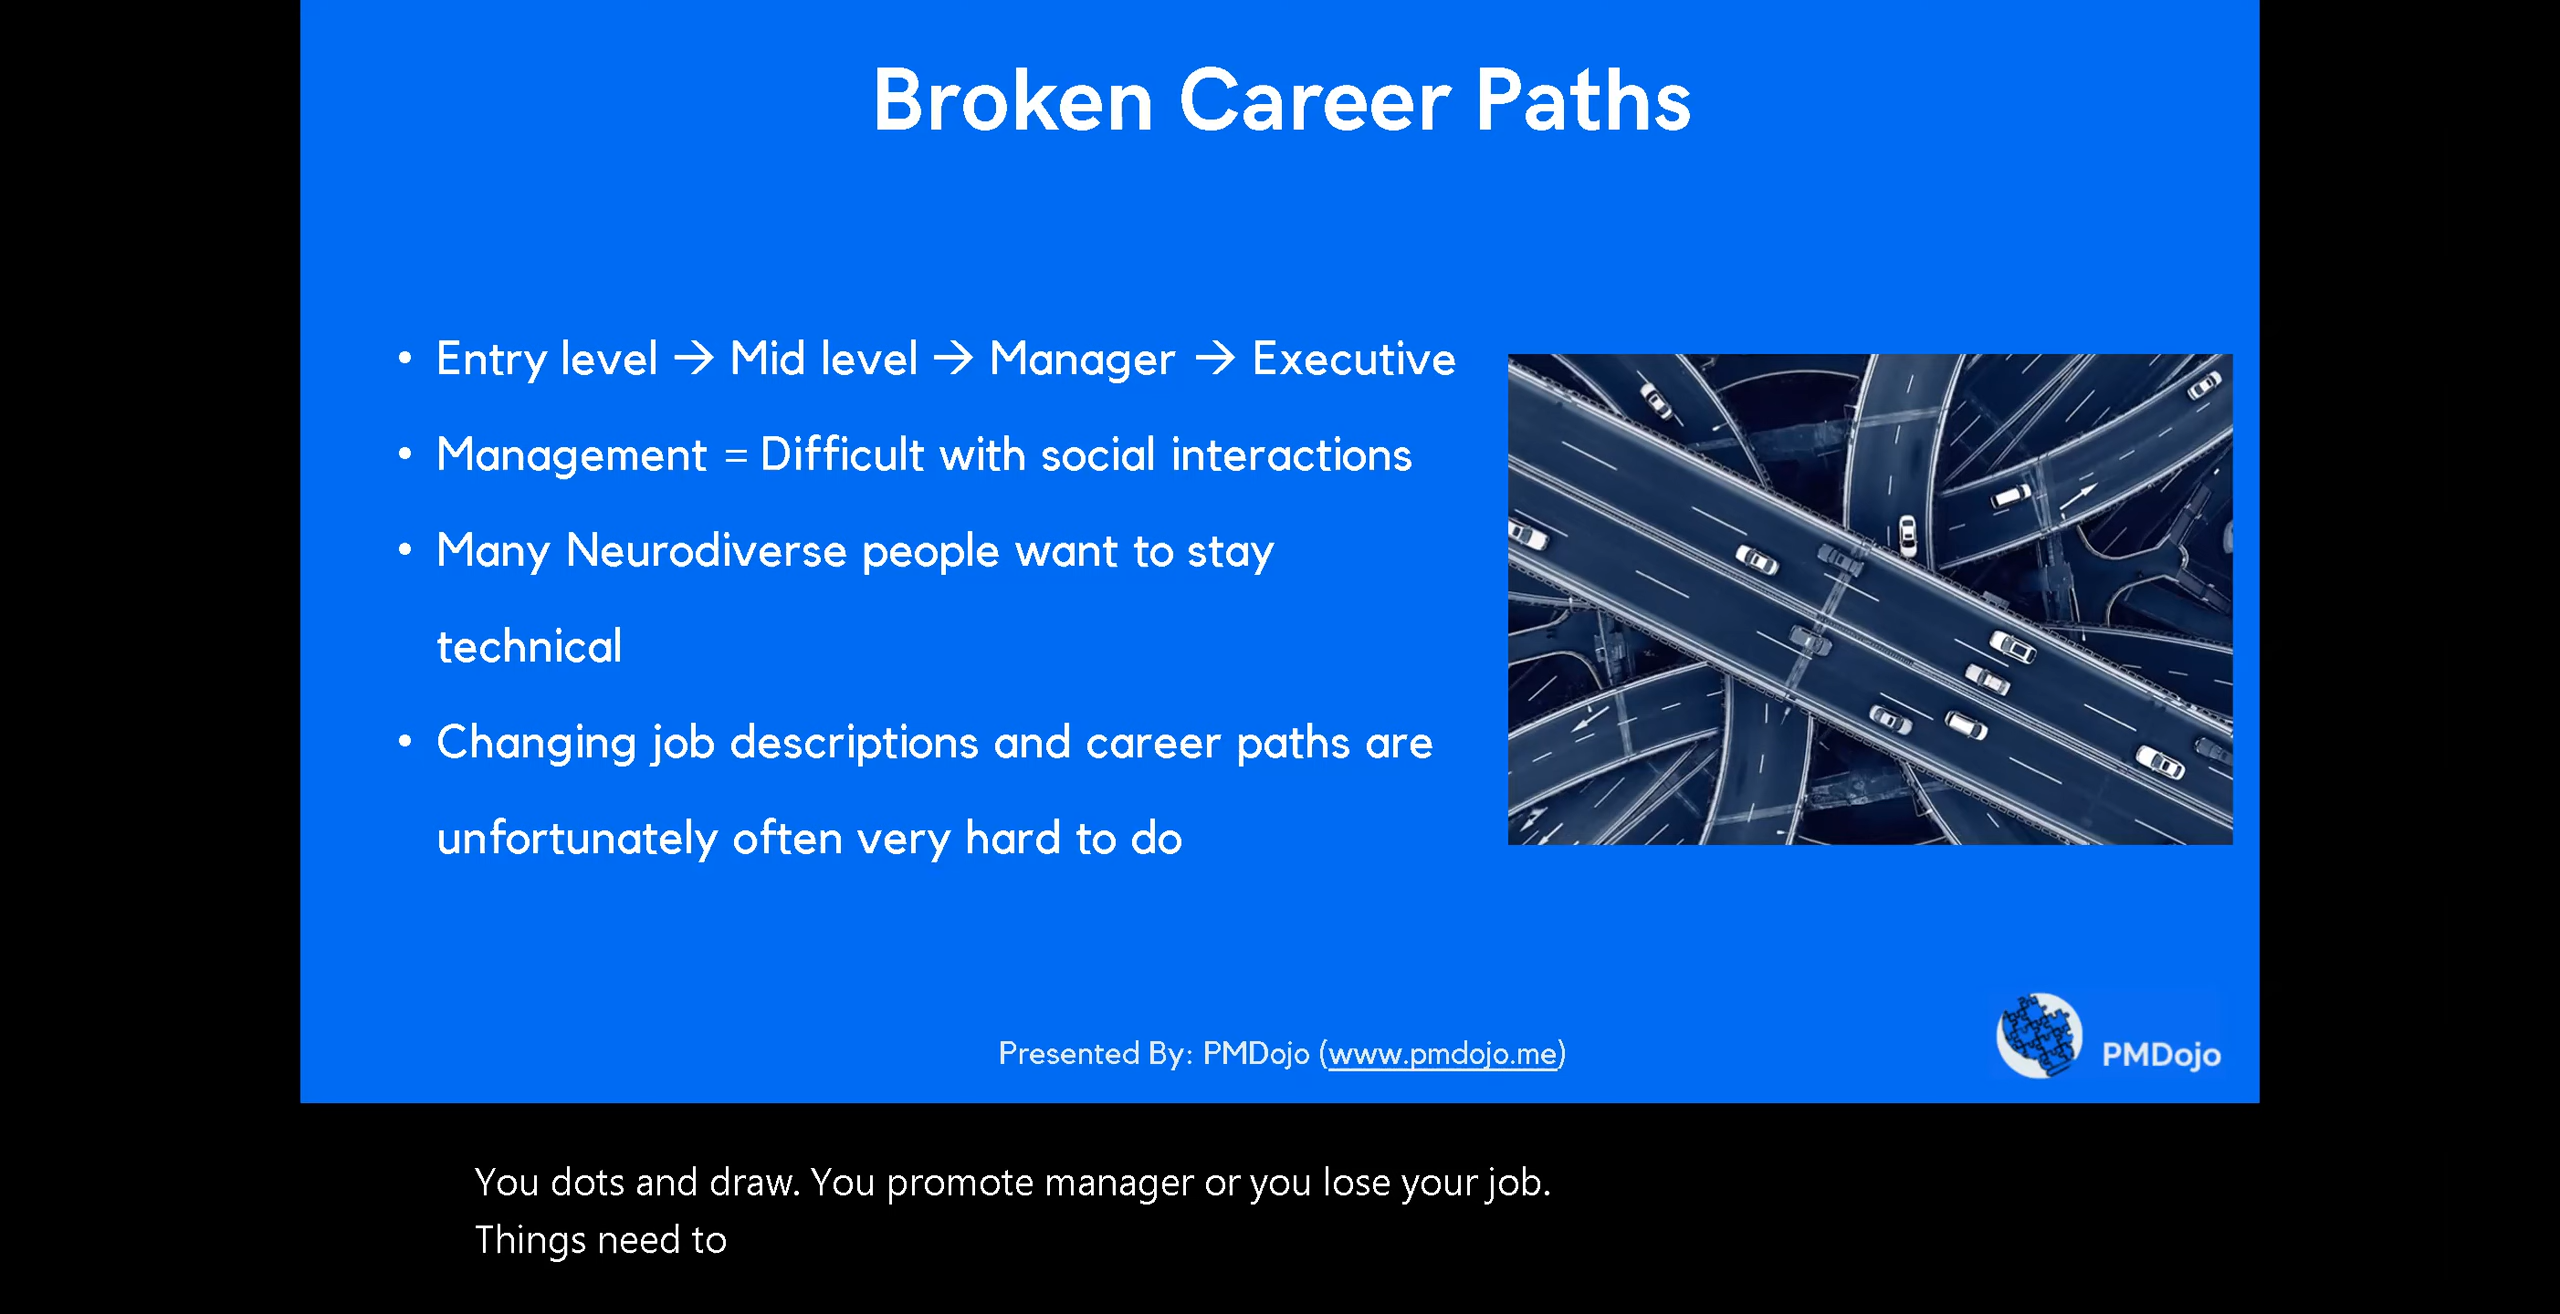 Broken Career Paths
• Entry level → Mid level → Manager → Executive
• Management = Difficult with social interactions
• Many Neurodiverse people want to stay
technical
• Changing job descriptions and career paths are
unfortunately often very hard to do
Presented By: PMDojo (www.pmdojo.me)
PMDojo
You dots and draw. You promote manager or you lose your job.
Things need to